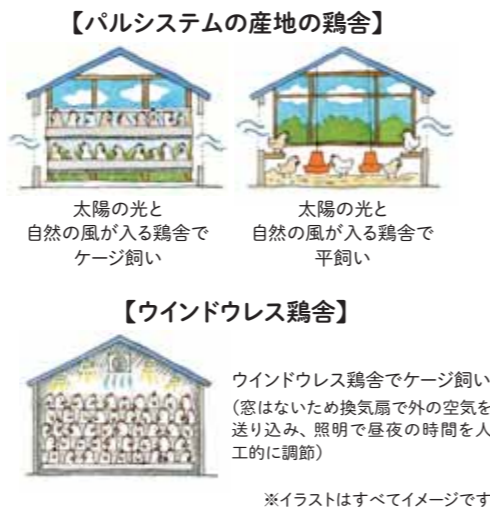 【パルシステムの産地の鶏舎】
太陽の光と
自然の風が入る鶏舎で
ケージ飼い
太陽の光と
自然の風が入る鶏舎で
平飼い
【ウインドウレス鶏舎】
ウインドウレス鶏舎でケージ飼い
（窓はないため換気扇で外の空気を
送り込み、照明で昼夜の時間を人
工的に調節）
※イラストはすべてイメージです